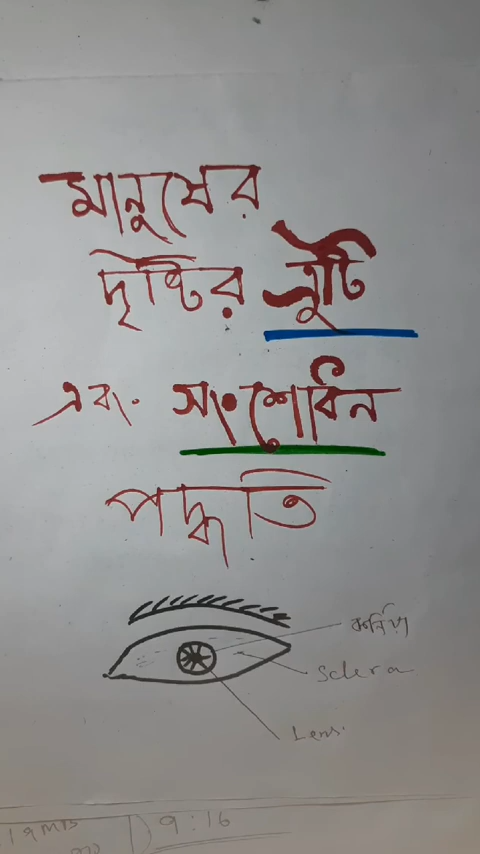 মানুষের
দৃষ্টির ত্রুটি
এবং সংশোধন
পদ্ধতি
কর্নিয়া
Sclera
Lens.
9:16